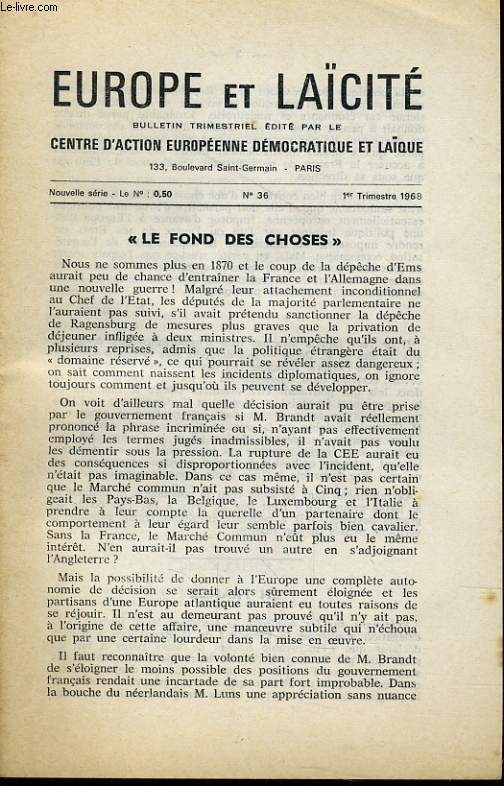 Le-livre.com
EUROPE ET LAÏCITÉ
BULLETIN TRIMESTRIEL ÉDITÉ PAR LE
CENTRE D'ACTION EUROPÉENNE DÉMOCRATIQUE ET LAÏQUE
133, Boulevard Saint-Germain - PARIS
Nouvelle série - Le N° : 0,50 N° 36 1er Trimestre 1968
« LE FOND DES CHOSES »
Nous ne sommes plus en 1870 et le coup de la dépêche d'Ems
aurait peu de chance d'entraîner la France et l'Allemagne dans
une nouvelle guerre ! Malgré leur attachement inconditionnel
au Chef de l'Etat, les députés de la majorité parlementaire ne
l'auraient pas suivi, s'il avait prétendu sanctionner la dépêche
de Ragensburg de mesures plus graves que la privation de
déjeuner infligée à deux ministres. Il n'empêche qu'ils ont, à
plusieurs reprises, admis que la politique étrangère était du
« domaine réservé », ce qui pourrait se révéler assez dangereux ;
on sait comment naissent les incidents diplomatiques, on ignore
toujours comment et jusqu'où ils peuvent se développer.
On voit d'ailleurs mal quelle décision aurait pu être prise
par le gouvernement français si M. Brandt avait réellement
prononcé la phrase incriminée ou si, n'ayant pas effectivement
employé les termes jugés inadmissibles, il n'avait pas voulu
les démentir sous la pression. La rupture de la CEE aurait eu
des conséquences si disproportionnées avec l'incident, qu'elle
n'était pas imaginable. Dans ce cas même, il n'est pas certain
que le Marché commun n'ait pas subsisté à Cinq ; rien n'obli-
geait les Pays-Bas, la Belgique, le Luxembourg et l'Italie à
prendre à leur compte la querelle d'un partenaire dont le
comportement à leur égard leur semble parfois bien cavalier.
Sans la France, le Marché Commun n'eût plus eu le même
intérêt. N'en aurait-il pas trouvé un autre en s'adjoignant
l'Angleterre ?
Mais la possibilité de donner à l'Europe une complète auto-
nomie de décision se serait alors sûrement éloignée et les
partisans d'une Europe atlantique auraient eu toutes raisons de
se réjouir. Il n'est au demeurant pas prouvé qu'il n'y ait pas,
à l'origine de cette affaire, une manœuvre subtile qui n'échoua
que par une certaine lourdeur dans la mise en œuvre.
Il faut reconnaitre que la volonté bien connue de M. Brandt
de s'éloigner le moins possible des positions du gouvernement
français rendait une incartade de sa part fort improbable. Dans
la bouche du néerlandais M. Luns une appréciation sans nuance